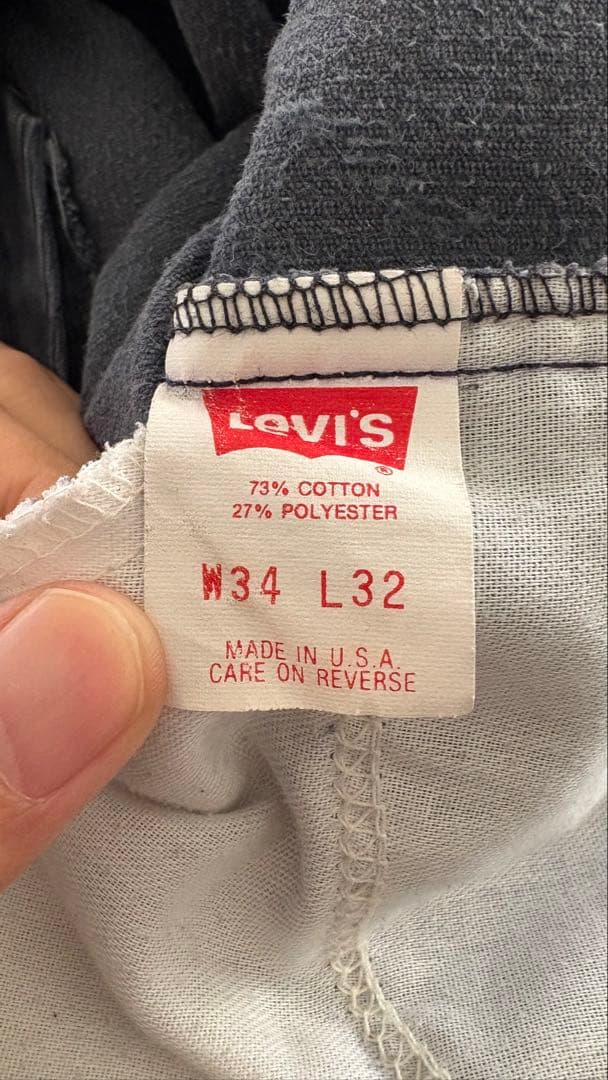 LEVI'S
®
73% COTTON
27% POLYESTER
W34 L32
MADE IN U.S.A.
CARE ON REVERSE